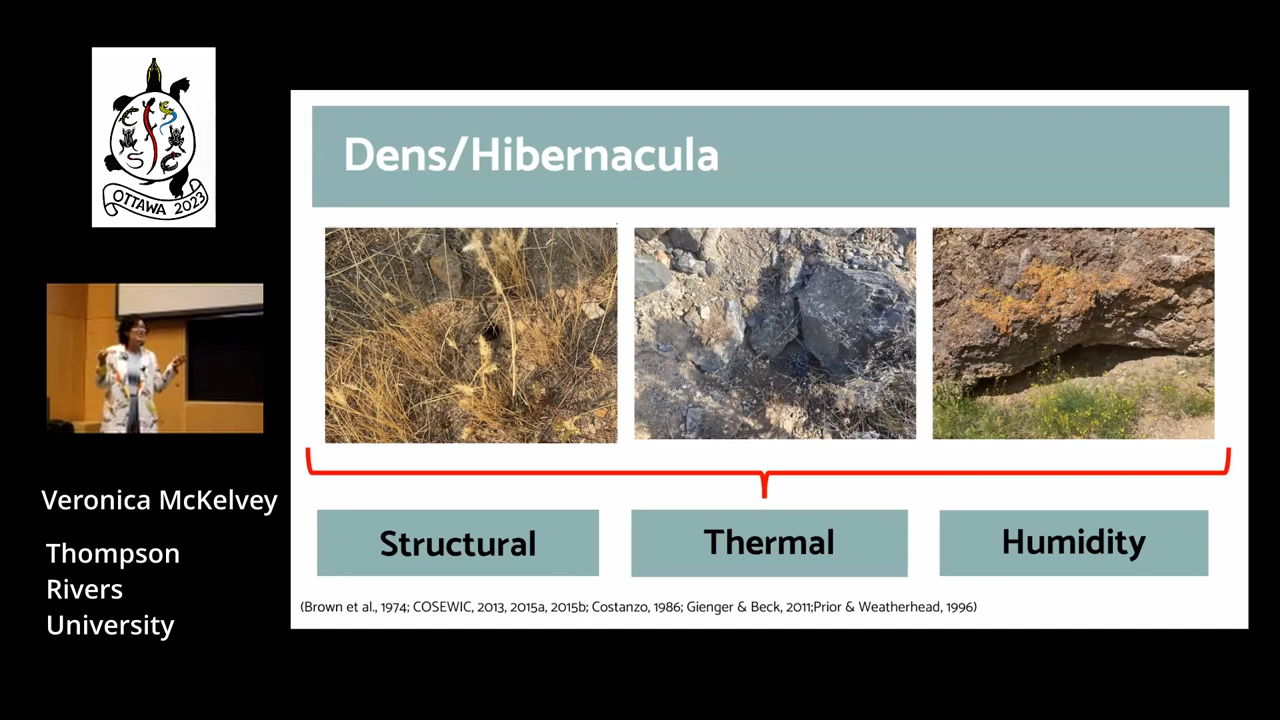 C
S
C
OTTAWA 2023
Veronica McKelvey
Thompson
Rivers
University
Dens/Hibernacula
Structural
Thermal
Humidity
(Brown et al., 1974; COSEWIC, 2013, 2015a, 2015b; Costanzo, 1986; Gienger & Beck, 2011;Prior & Weatherhead, 1996)